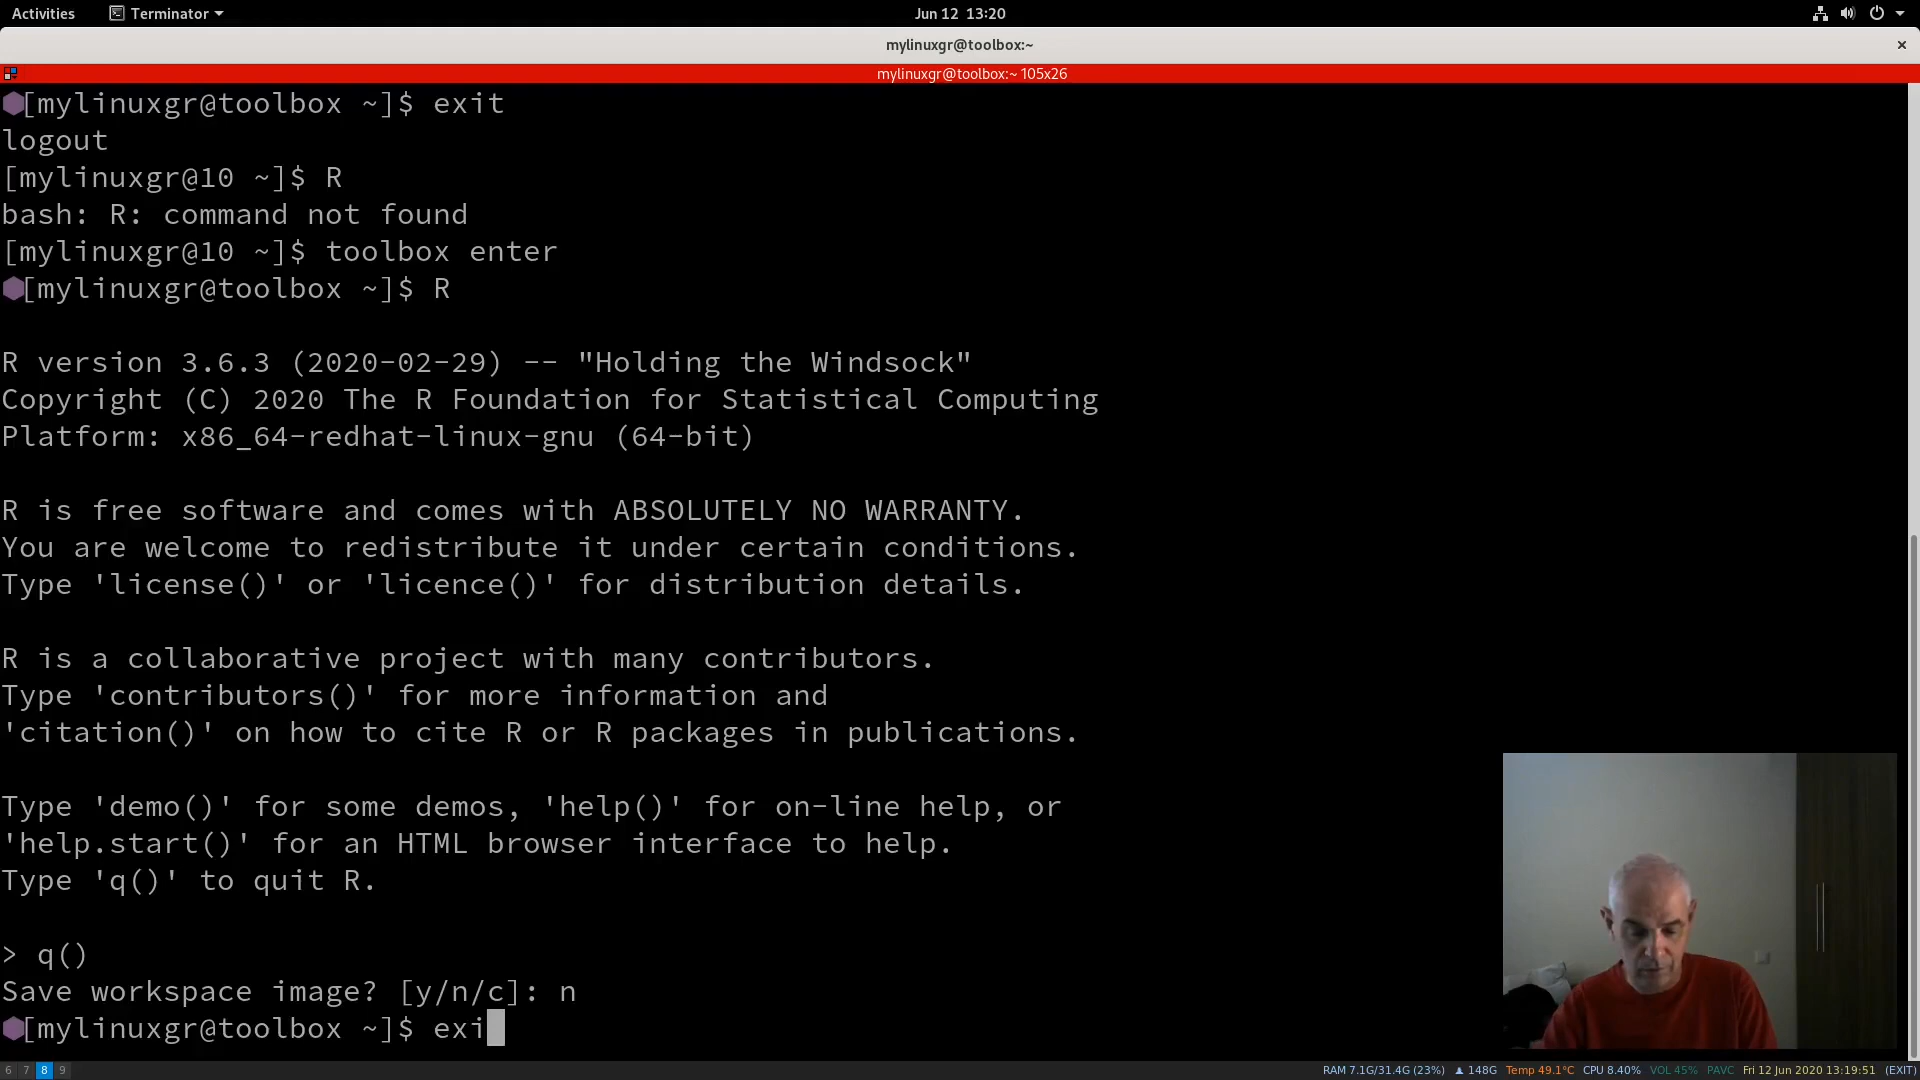 Activities Terminator Jun 12 13:20
mylinuxgr@toolbox:~ ×
mylinuxgr@toolbox:~ 105x26
[mylinuxgr@toolbox ~]$ exit
logout
[mylinuxgr@10 ~]$ R
bash: R: command not found
[mylinuxgr@10 ~]$ toolbox enter
[mylinuxgr@toolbox ~]$ R
R version 3.6.3 (2020-02-29) -- "Holding the Windsock"
Copyright (C) 2020 The R Foundation for Statistical Computing
Platform: x86_64-redhat-linux-gnu (64-bit)
R is free software and comes with ABSOLUTELY NO WARRANTY.
You are welcome to redistribute it under certain conditions.
Type 'license()' or 'licence()' for distribution details.
R is a collaborative project with many contributors.
Type 'contributors()' for more information and
'citation()' on how to cite R or R packages in publications.
Type 'demo()' for some demos, 'help()' for on-line help, or
'help.start()' for an HTML browser interface to help.
Type 'q()' to quit R.
> q()
Save workspace image? [y/n/c]: n
[mylinuxgr@toolbox ~]$ exi
6 7 8 9 RAM 7.1G/31.4G (23%) 148G Temp 49.1°C CPU 8.40% VOL 45% PAVC Fri 12 Jun 2020 13:19:51 (EXIT)